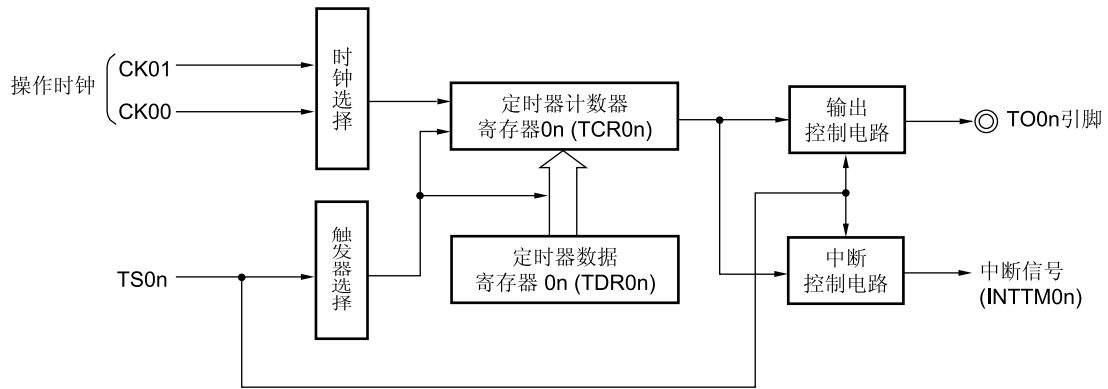 操作时钟
CK01
CK00
时钟选择
定时器计数器
寄存器0n (TCR0n)
输出
控制电路
TO0n引脚
TS0n
触发器选择
定时器数据
寄存器 0n (TDR0n)
中断
控制电路
中断信号
(INTTM0n)